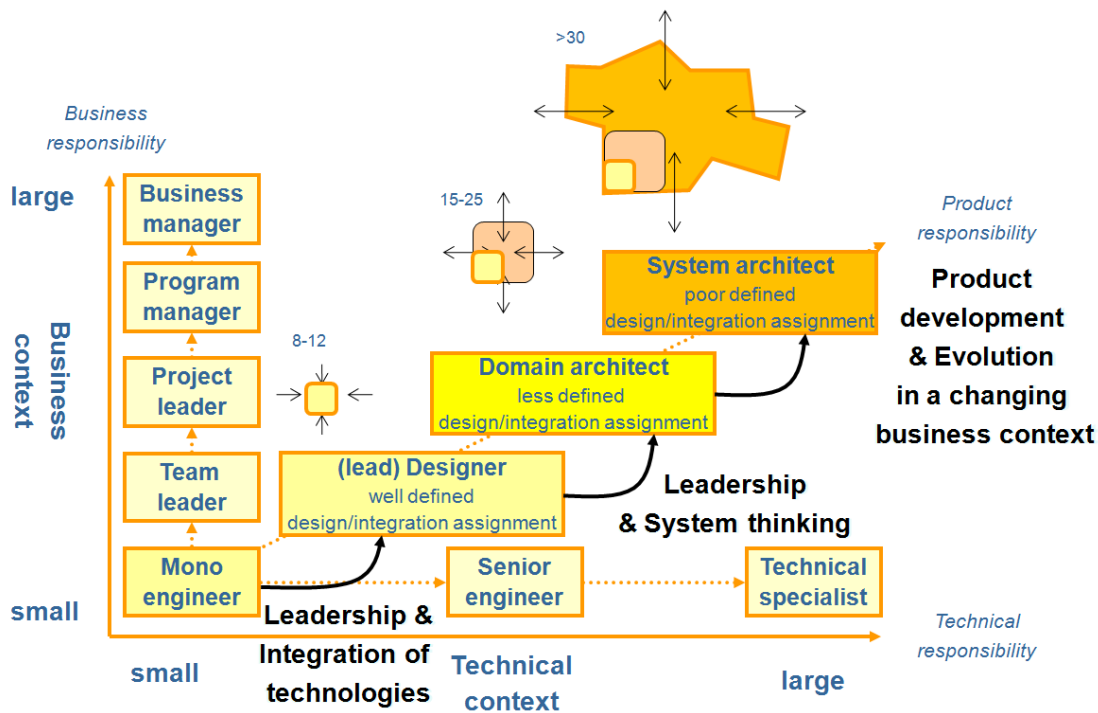 >30
Business
responsibility
large
Business
manager
15-25
Product
responsibility
System architect
poor defined
design/integration assignment
Program
manager
Product
development
& Evolution
in a changing
business context
Business
context
8-12
Project
leader
Domain architect
less defined
design/integration assignment
Team
leader
(lead) Designer
well defined
design/integration assignment
Leadership
& System thinking
Mono
engineer
Senior
engineer
Technical
specialist
small
Leadership &
Integration of
technologies
Technical
responsibility
small
Technical
context
large